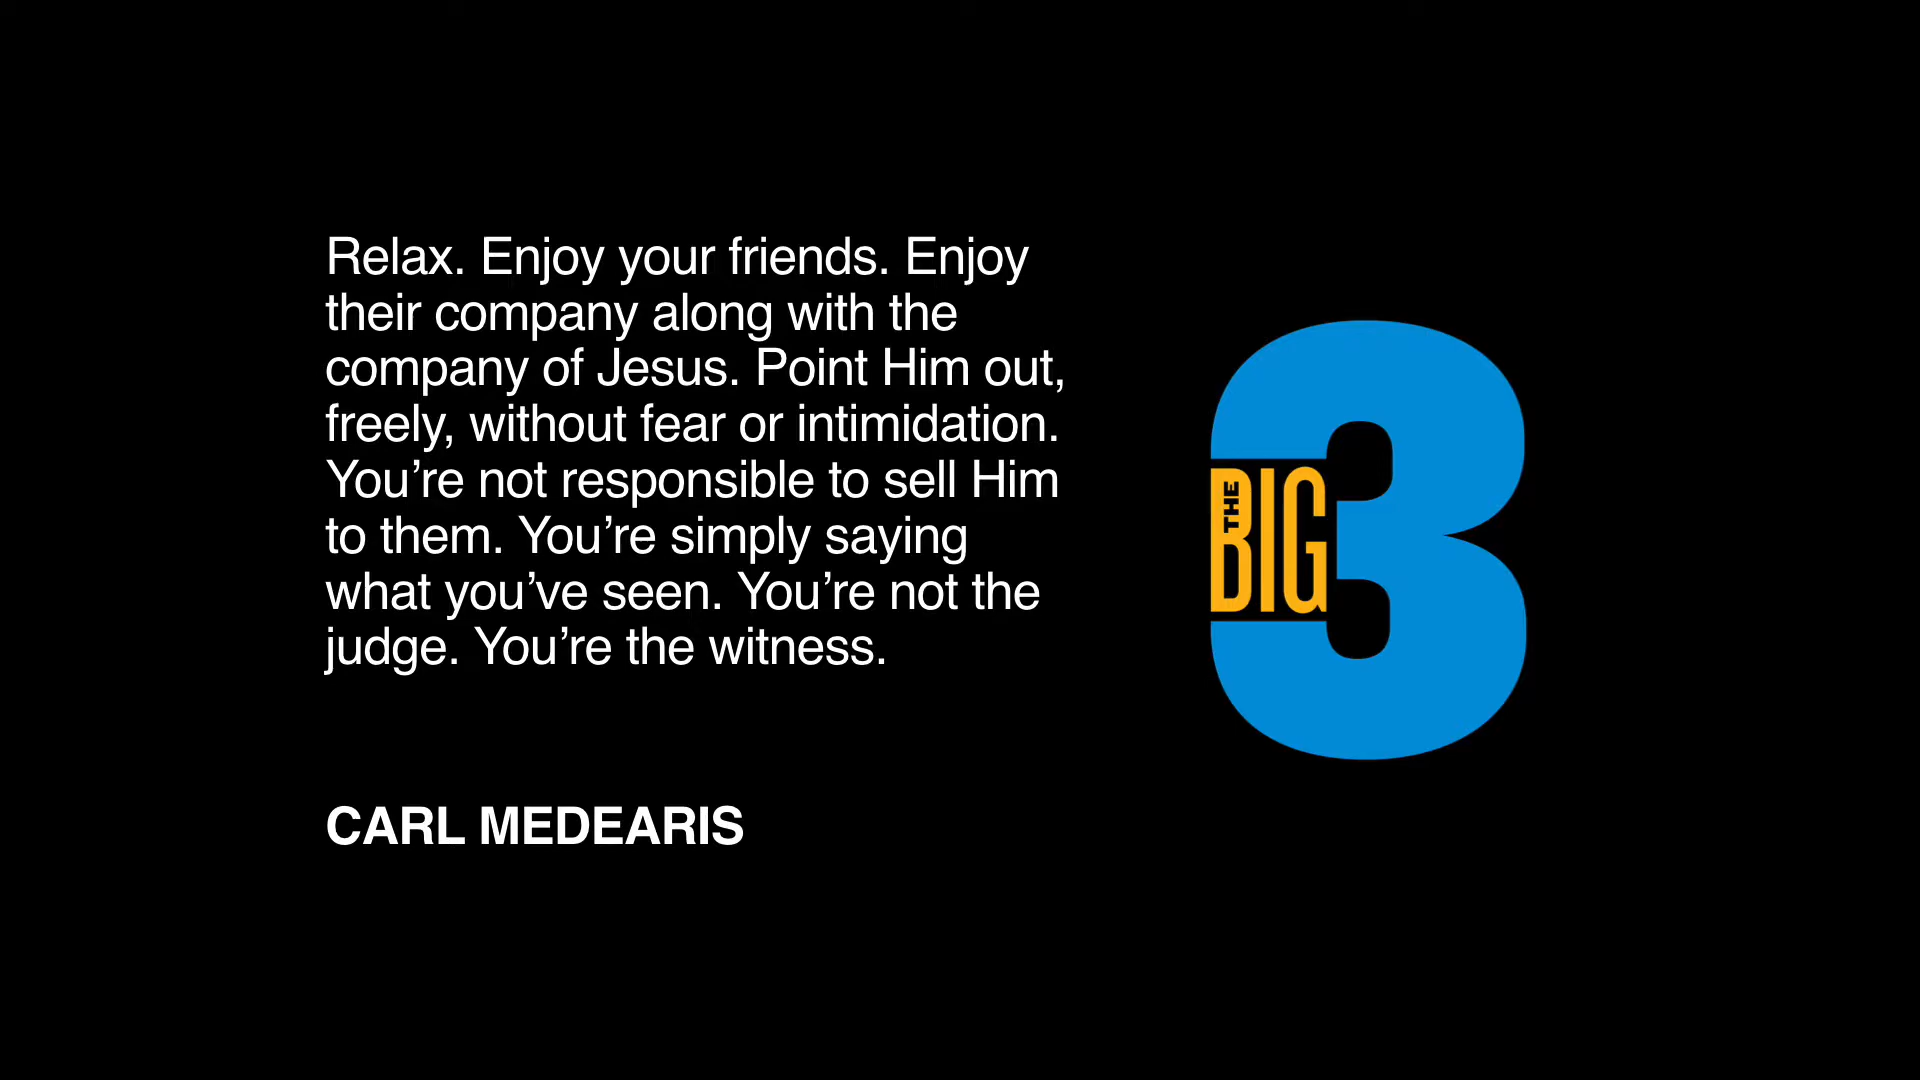 Relax. Enjoy your friends. Enjoy
their company along with the
company of Jesus. Point Him out,
freely, without fear or intimidation.
You’re not responsible to sell Him
to them. You’re simply saying
what you’ve seen. You’re not the
judge. You’re the witness.
CARL MEDEARIS
THE
BIG
3